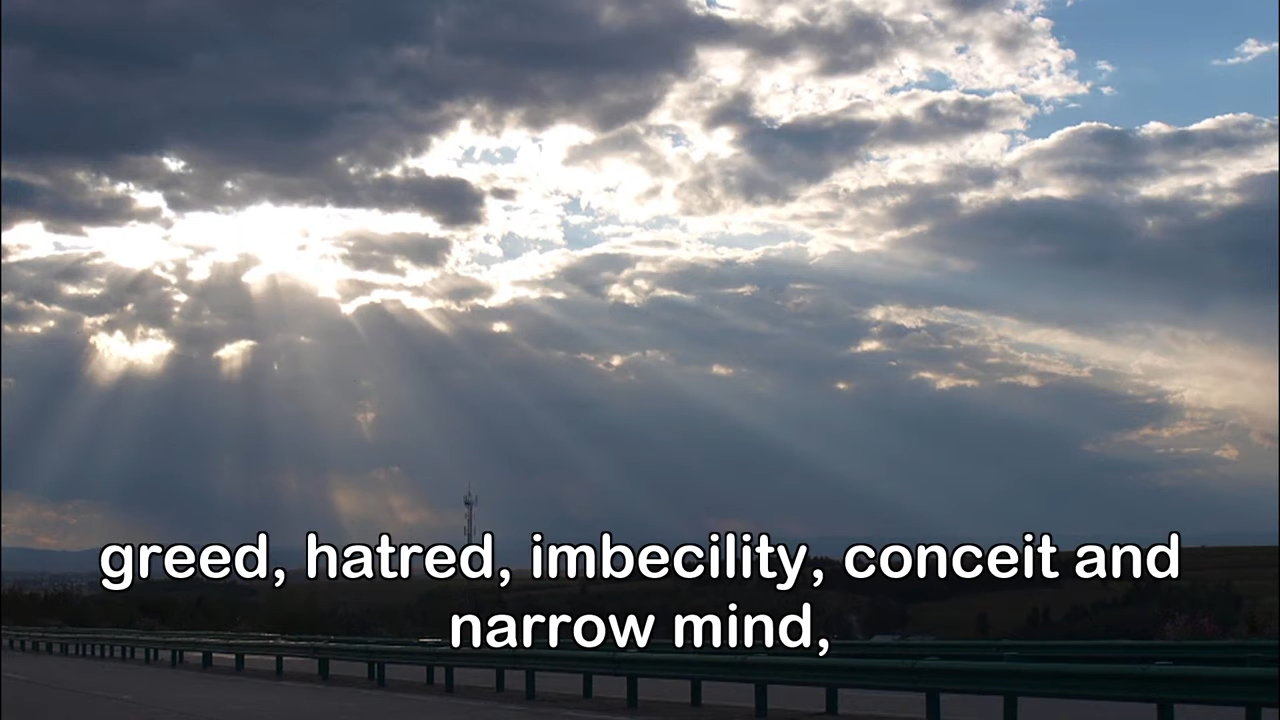 greed, hatred, imbecility, conceit and
narrow mind,